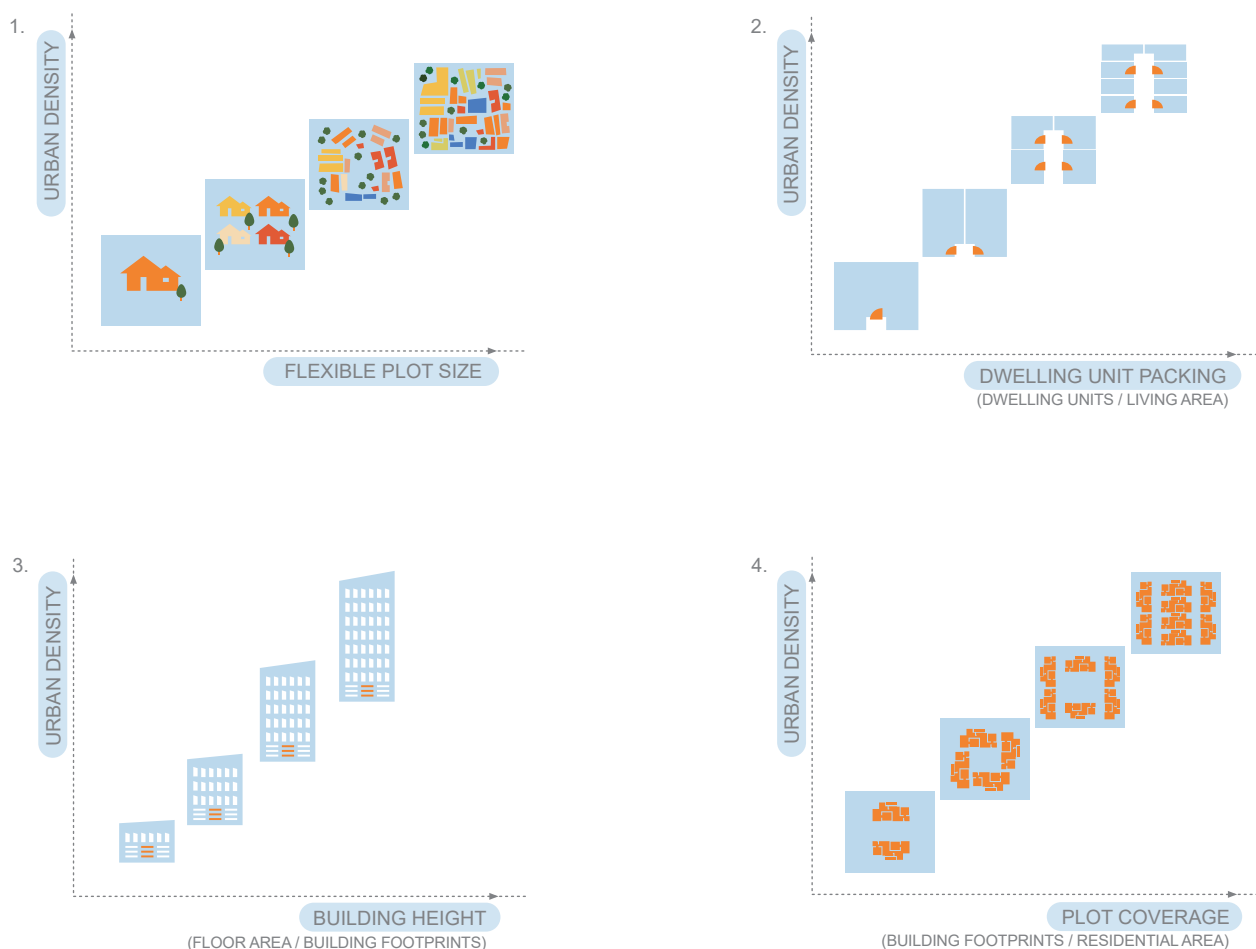 1.
URBAN DENSITY
FLEXIBLE PLOT SIZE
2.
URBAN DENSITY
DWELLING UNIT PACKING
(DWELLING UNITS / LIVING AREA)
3.
URBAN DENSITY
BUILDING HEIGHT
(FLOOR AREA / BUILDING FOOTPRINTS)
4.
URBAN DENSITY
PLOT COVERAGE
(BUILDING FOOTPRINTS / RESIDENTIAL AREA)